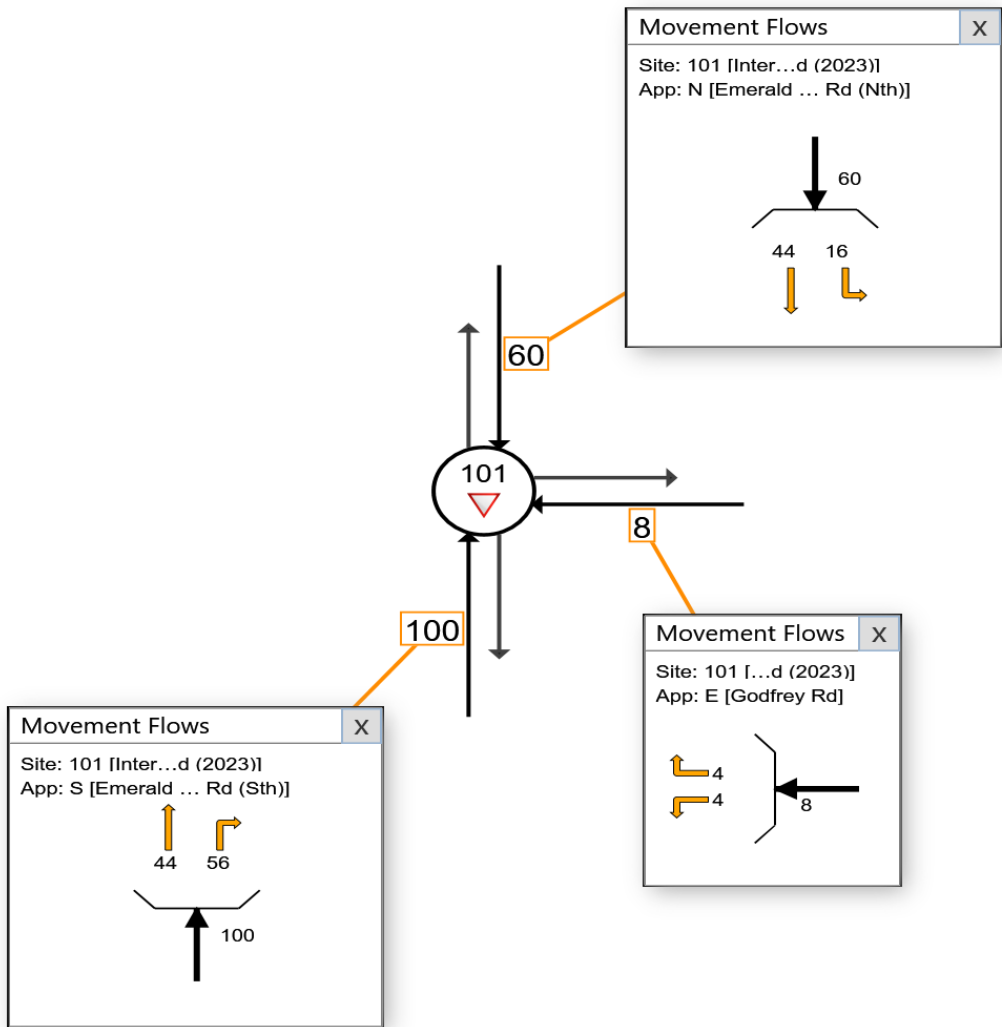 Movement Flows
X
Site: 101 [Inter...d (2023)]
App: N [Emerald ... Rd (Nth)]
60
44 16
60
101
8
100
Movement Flows
X
Site: 101 [...d (2023)]
App: E [Godfrey Rd]
4
4
8
Movement Flows
X
Site: 101 [Inter...d (2023)]
App: S [Emerald ... Rd (Sth)]
44 56
100